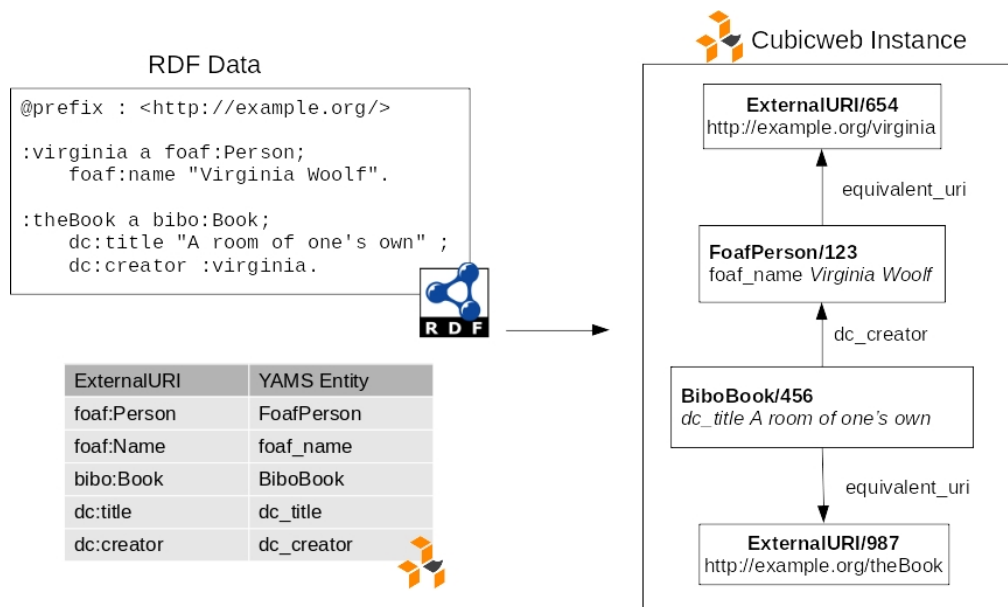 RDF Data
@prefix : <http://example.org/>
:virginia a foaf:Person;
foaf:name "Virginia Woolf".
:theBook a bibo:Book;
dc:title "A room of one's own" ;
dc:creator :virginia.
RDF
ExternalURI YAMS Entity
foaf:Person FoafPerson
foaf:Name foaf_name
bibo:Book BiboBook
dc:title dc_title
dc:creator dc_creator
Cubicweb Instance
ExternalURI/654
http://example.org/virginia
equivalent_uri
FoafPerson/123
foaf_name Virginia Woolf
dc_creator
BiboBook/456
dc_title A room of one’s own
equivalent_uri
ExternalURI/987
http://example.org/theBook